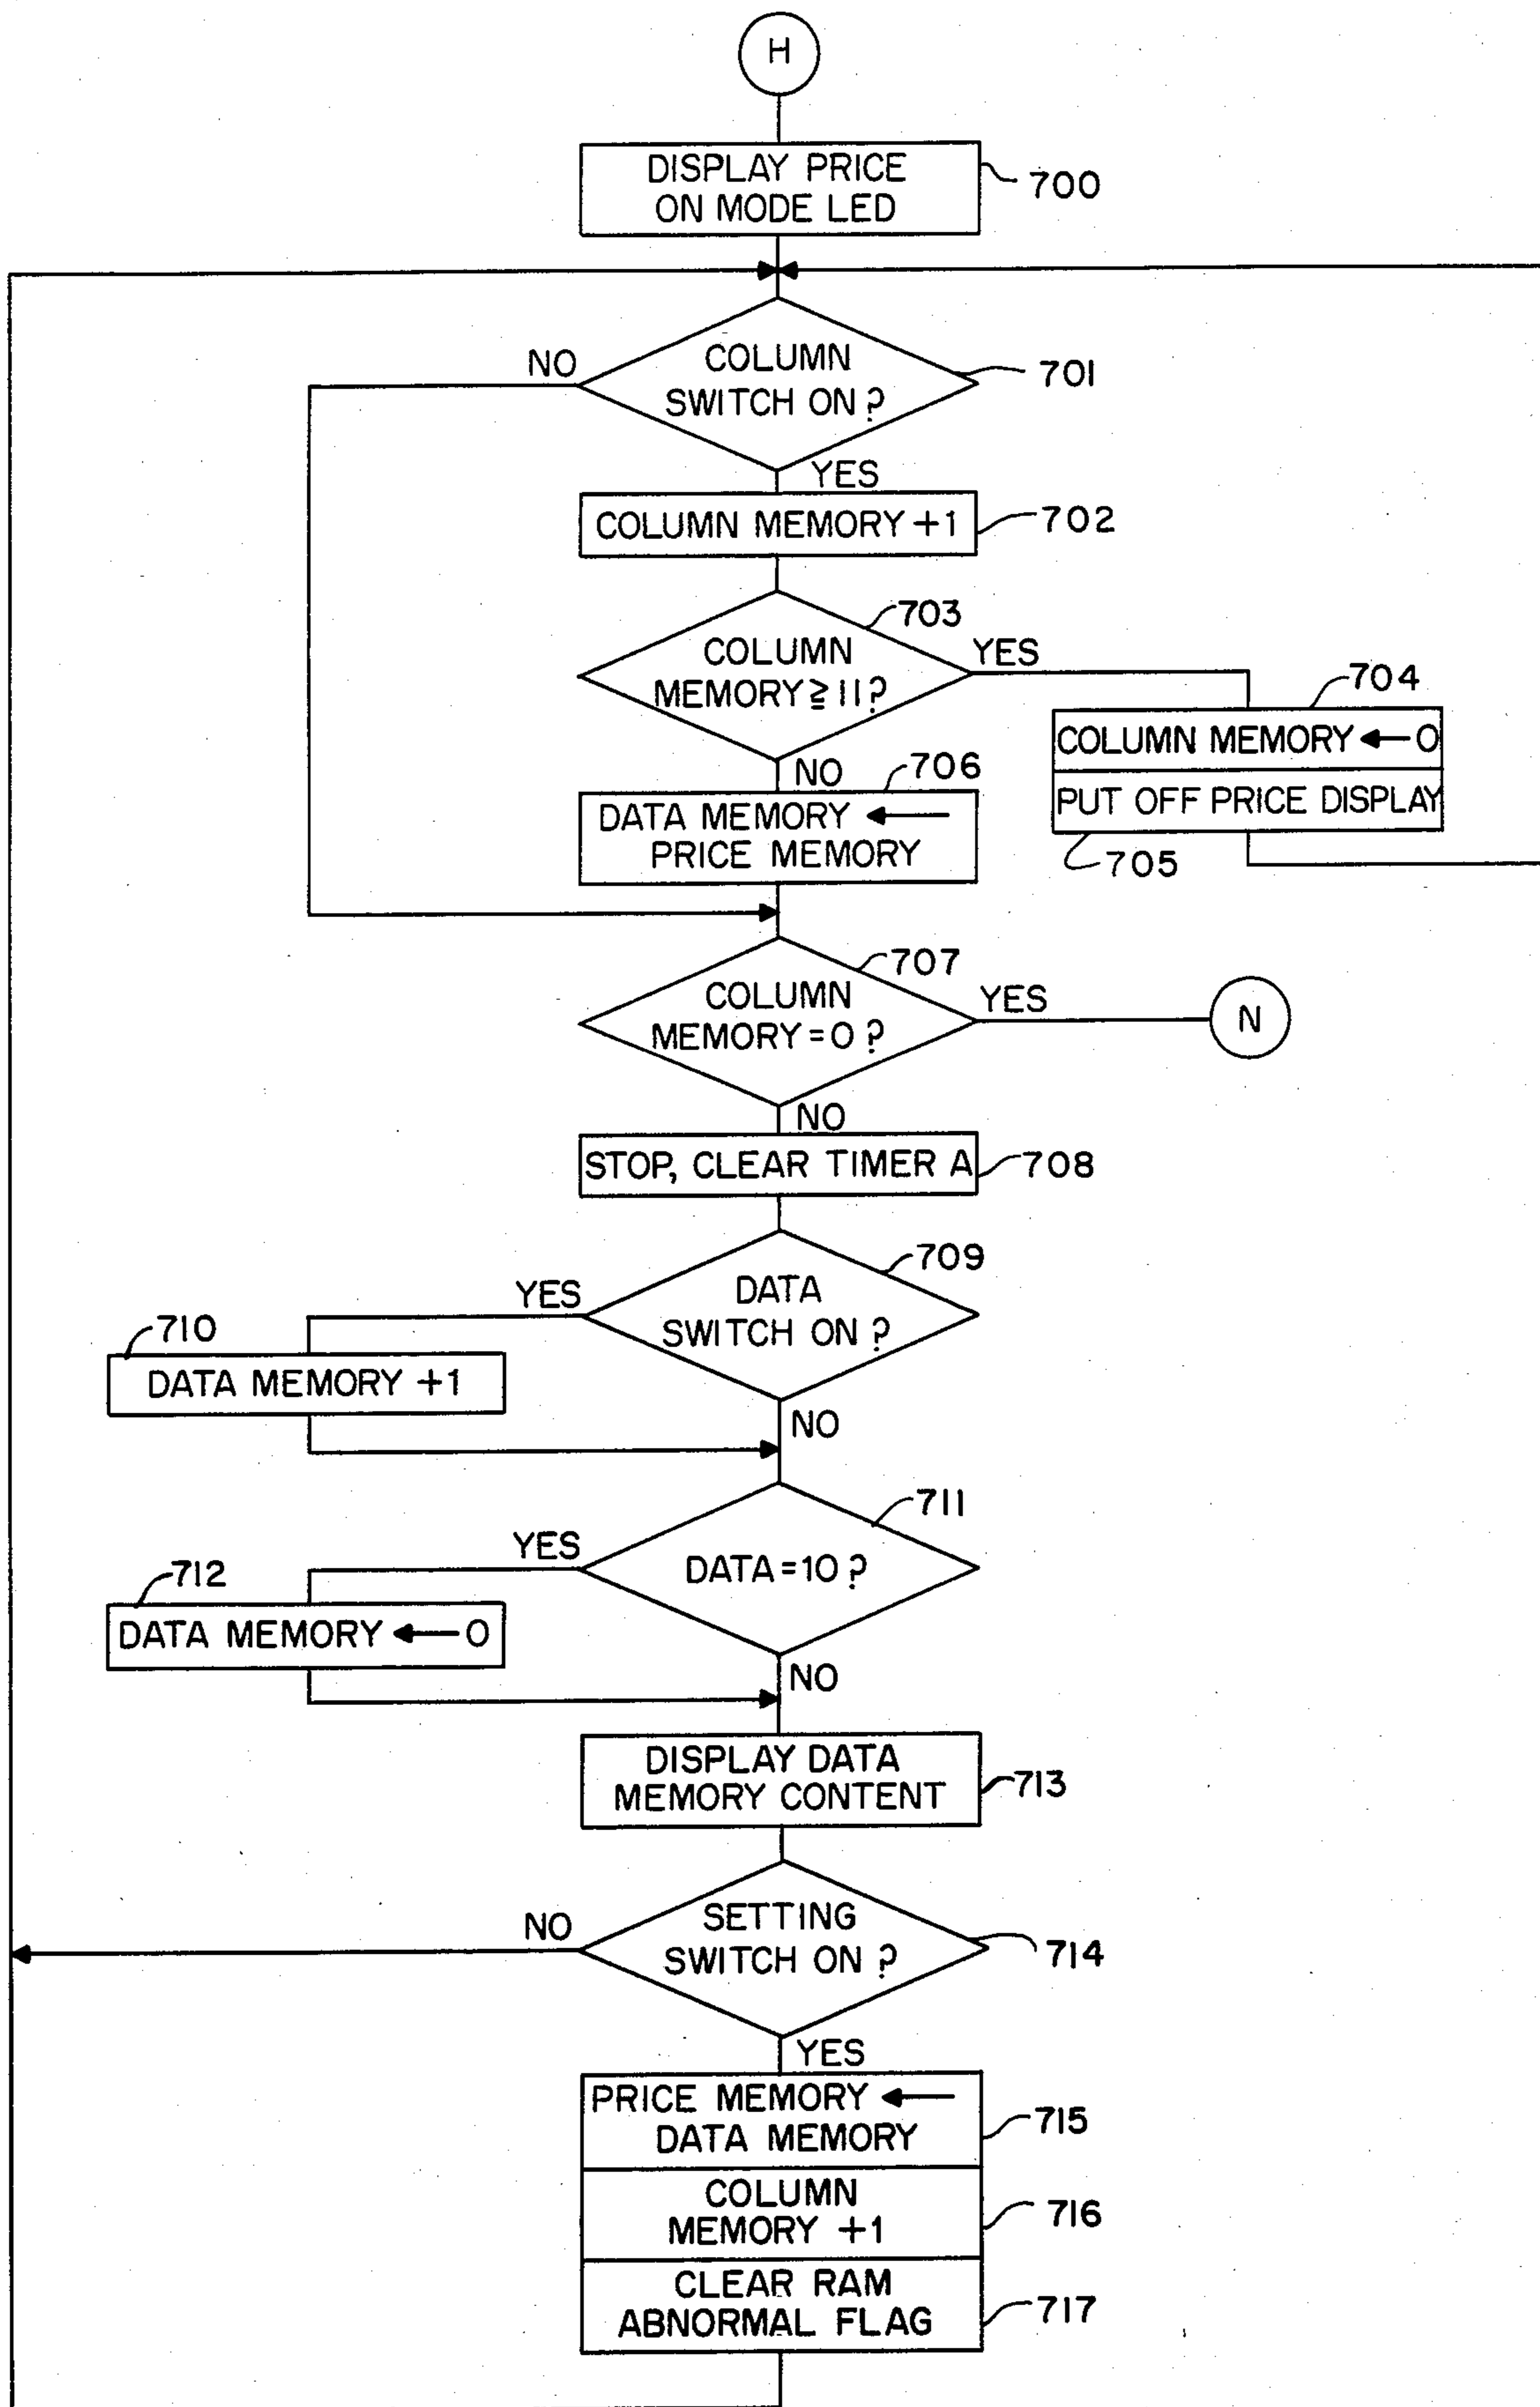 H
DISPLAY PRICE
ON MODE LED
700
NO
COLUMN
SWITCH ON?
701
YES
COLUMN MEMORY +1
702
703
COLUMN
MEMORY ≧ 11?
YES
704
COLUMN MEMORY ← 0
PUT OFF PRICE DISPLAY
705
NO
706
DATA MEMORY ←
PRICE MEMORY
707
COLUMN
MEMORY = 0?
YES
N
NO
STOP, CLEAR TIMER A
708
709
DATA
SWITCH ON?
YES
710
DATA MEMORY +1
NO
711
DATA = 10?
YES
712
DATA MEMORY ← 0
NO
DISPLAY DATA
MEMORY CONTENT
713
NO
SETTING
SWITCH ON?
714
YES
PRICE MEMORY ←
DATA MEMORY
715
COLUMN
MEMORY +1
716
CLEAR RAM
ABNORMAL FLAG
717